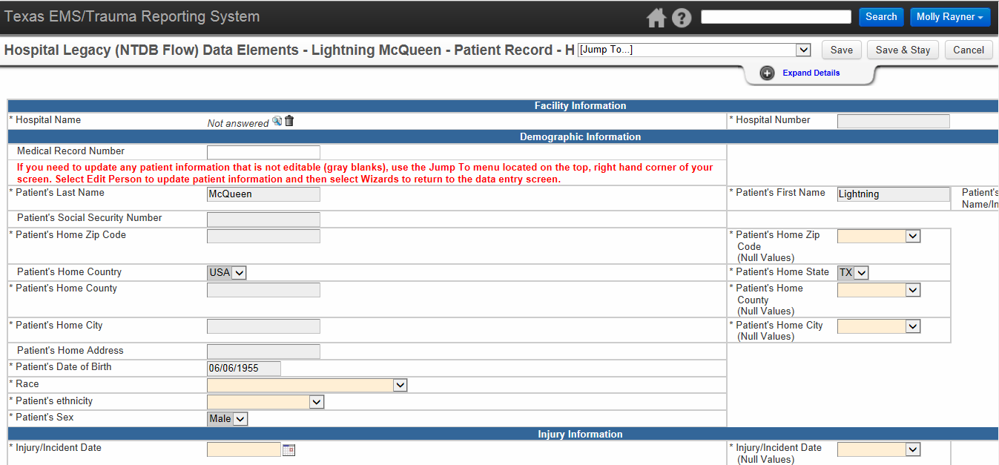 Texas EMS/Trauma Reporting System
Search
Molly Rayner
Hospital Legacy (NTDB Flow) Data Elements - Lightning McQueen - Patient Record - H
[Jump To...]
Save
Save & Stay
Cancel
Expand Details
Facility Information
* Hospital Name
Not answered
* Hospital Number
Demographic Information
Medical Record Number
If you need to update any patient information that is not editable (gray blanks), use the Jump To menu located on the top, right hand corner of your
screen. Select Edit Person to update patient information and then select Wizards to return to the data entry screen.
* Patient's Last Name
McQueen
* Patient's First Name
Lightning
Patient's
Name/In
Patient's Social Security Number
* Patient's Home Zip Code
* Patient's Home Zip
Code
(Null Values)
Patient's Home Country
USA
* Patient's Home State
TX
* Patient's Home County
* Patient's Home
County
(Null Values)
* Patient's Home City
* Patient's Home City
(Null Values)
Patient's Home Address
* Patient's Date of Birth
06/06/1955
* Race
* Patient's ethnicity
* Patient's Sex
Male
Injury Information
* Injury/Incident Date
* Injury/Incident Date
(Null Values)